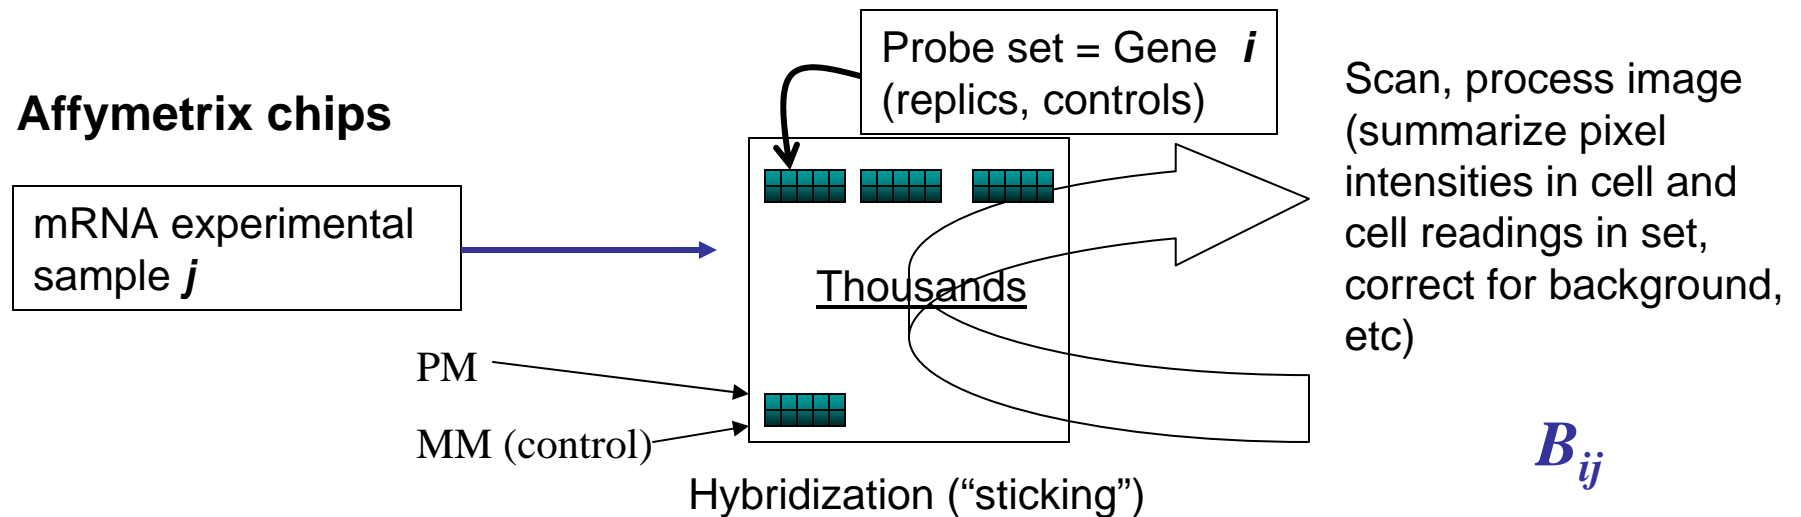 Affymetrix chips
mRNA experimental
sample j
Probe set = Gene i
(replics, controls)
Thousands
PM
MM (control)
Hybridization (“sticking”)
Scan, process image
(summarize pixel
intensities in cell and
cell readings in set,
correct for background,
etc)
Bij